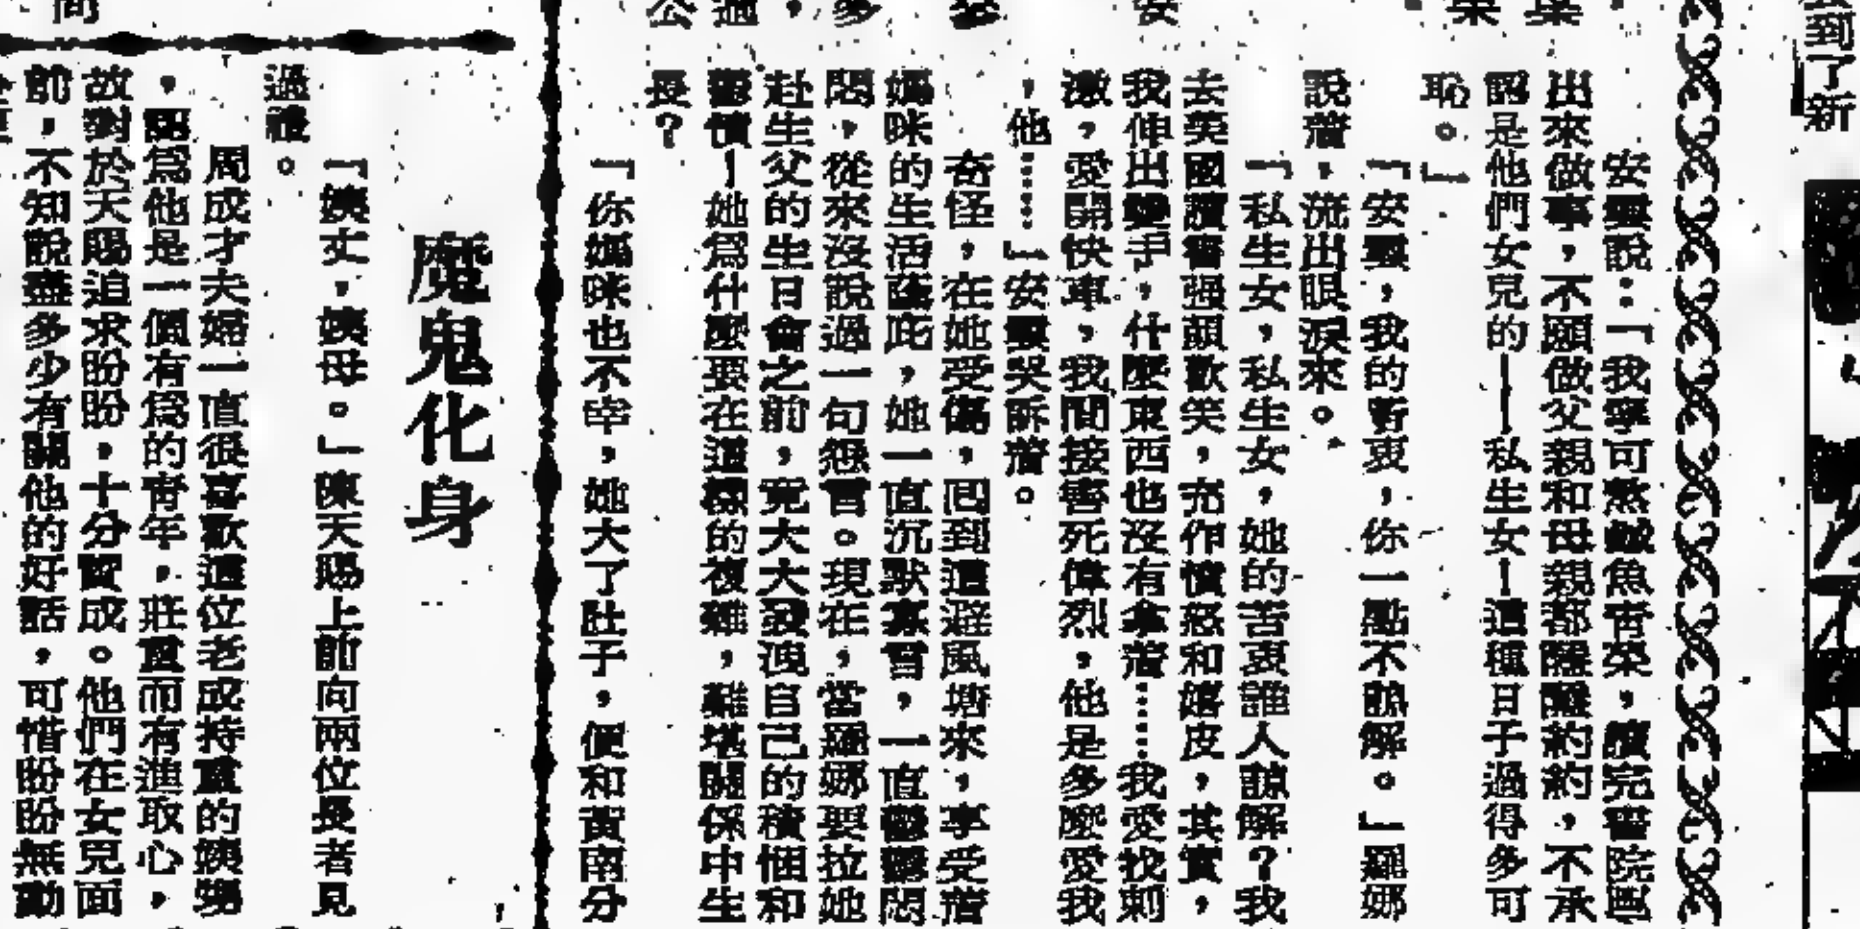 到了新
安靈說：「我寧可熬鹹魚青菜，讀完書院
出來做事，不願做父親和母親都隱隱約約，不承
認是他們女兒的——私生女！這種日子過得多可
恥。」
「安靈，我的苦衷，你一點不諒解。」羅娜
說着，流出眼淚來。
「私生女，私生女，她的苦衷誰人諒解？我
去英國讀書强顏歡笑，充作憤怒和嬉皮，其實，
我伸出雙手，什麼東西也沒有拿着……我愛找刺
激，愛開快車，我間接害死偉烈，他是多麼愛我
，他……」安靈哭訴着。
奇怪，在她受傷，回到這避風塘來，享受着
媽咪的生活蔭庇，她一直沉默寡言，一直鬱鬱悶
悶，從來沒說過一句怨言。現在，當羅娜要拉她
赴生父的生日會之前，竟大大發洩自己的積悃和
鬱憤！她爲什麼要在這樣的複雜，難堪關係中生
長？
「你媽咪也不幸，她大了肚子，便和黃南分
魔鬼化身
「姨丈，姨母。」陳天賜上前向兩位長者見
過禮。
周成才夫婦一直很喜歡這位老成持重的姨甥
，認爲他是一個有爲的青年，莊重而有進取心，
故對於天賜追求盼盼，十分贊成。他們在女兒面
前，不知說盡多少有關他的好話，可惜盼盼無動